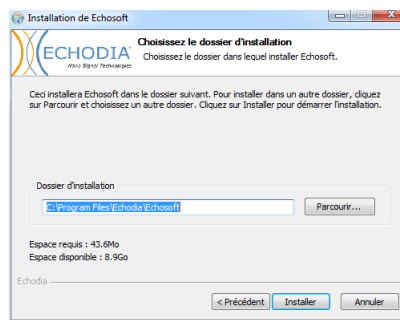 Installation de Echosoft
ECHODIA
Nano Signal Technologies
Choisissez le dossier d'installation
Choisissez le dossier dans lequel installer Echosoft.
Ceci installera Echosoft dans le dossier suivant. Pour installer dans un autre dossier, cliquez
sur Parcourir et choisissez un autre dossier. Cliquez sur Installer pour démarrer l'installation.
Dossier d'installation
C:\Program Files\Echodia\Echosoft
Parcourir...
Espace requis : 43.6Mo
Espace disponible : 8.9Go
Echodia
< Précédent
Installer
Annuler